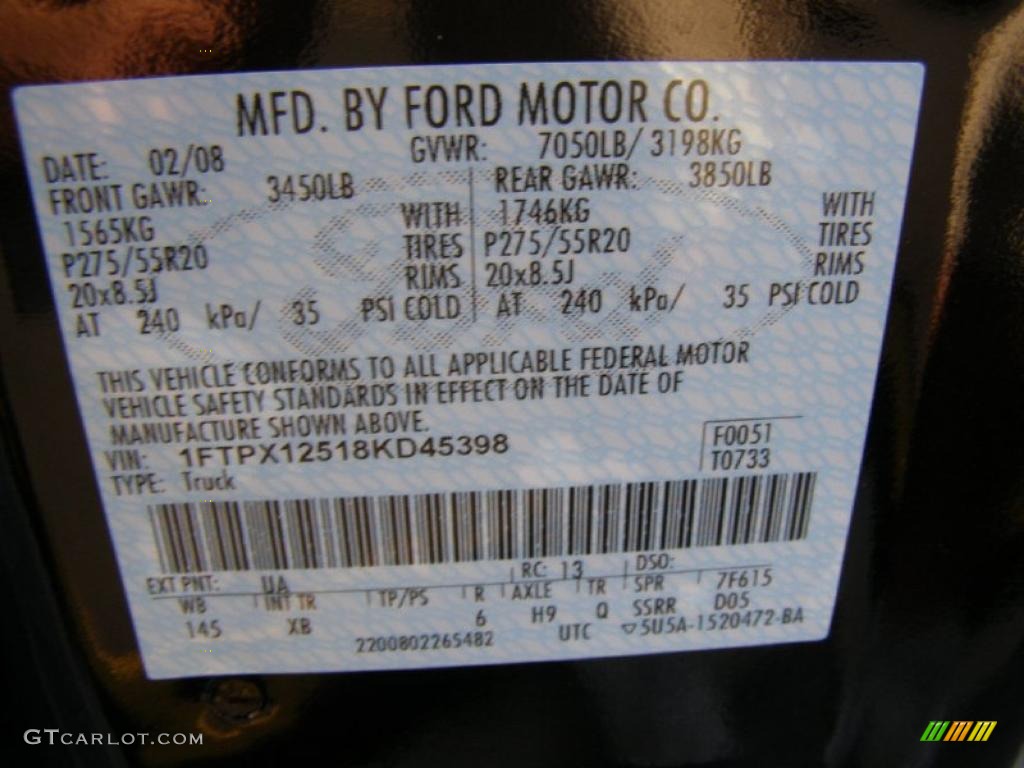 MFD. BY FORD MOTOR CO.
DATE: 02/08 GVWR: 7050LB/ 3198KG
FRONT GAWR: 3450LB REAR GAWR: 3850LB
1565KG WITH 1746KG WITH
P275/55R20 TIRES P275/55R20 TIRES
20x8.5J RIMS 20x8.5J RIMS
AT 240 kPa/ 35 PSI COLD AT 240 kPa/ 35 PSI COLD
THIS VEHICLE CONFORMS TO ALL APPLICABLE FEDERAL MOTOR
VEHICLE SAFETY STANDARDS IN EFFECT ON THE DATE OF
MANUFACTURE SHOWN ABOVE.
VIN: 1FTPX12518KD45398 F0051
TYPE: Truck T0733
EXT PNT: UA RC: 13 DSO:
WB INT TR TP/PS R AXLE TR SPR 7F615
145 XB 6 H9 Q SSRR D05
2200802265482 UTC ▽5U5A-1520472-BA
GTCARLOT.COM